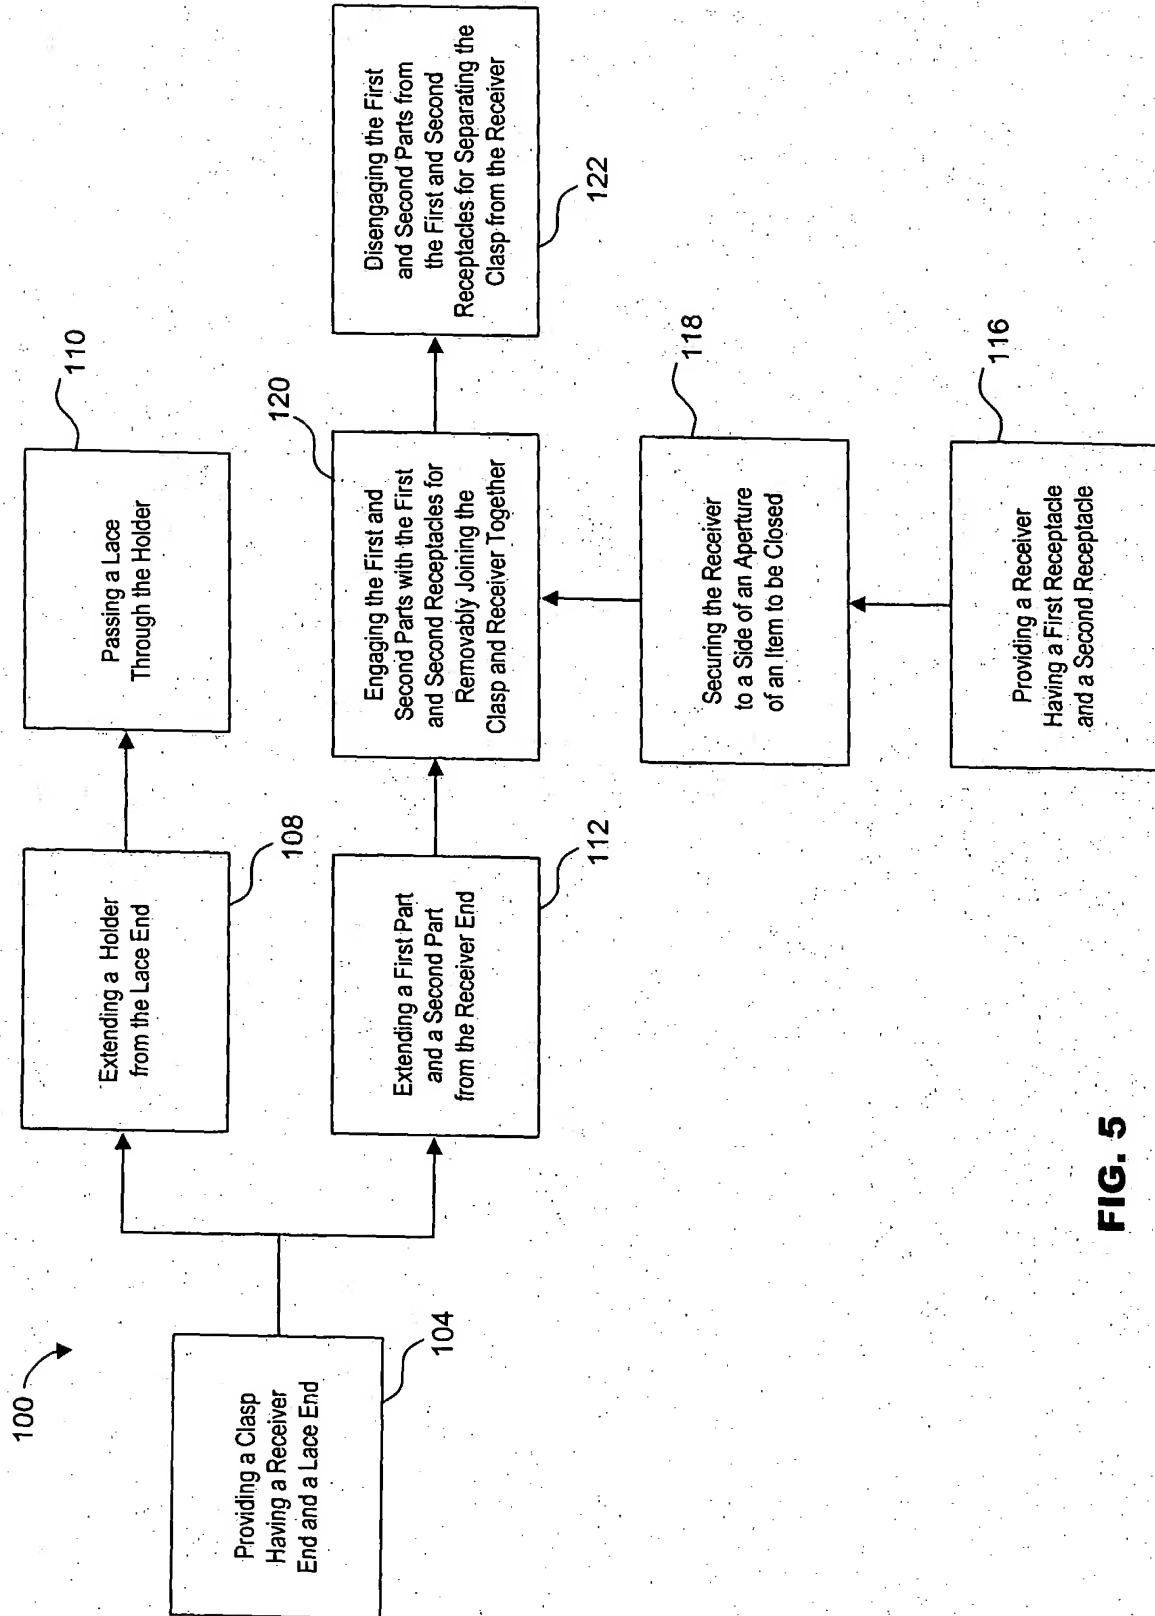 100
Providing a Clasp
Having a Receiver
End and a Lace End
104
Extending a Holder
from the Lace End
108
Passing a Lace
Through the Holder
110
Extending a First Part
and a Second Part
from the Receiver End
112
Engaging the First and
Second Parts with the First
and Second Receptacles for
Removably Joining the
Clasp and Receiver Together
120
Disengaging the First
and Second Parts from
the First and Second
Receptacles for Separating the
Clasp from the Receiver
122
Securing the Receiver
to a Side of an Aperture
of an Item to be Closed
118
Providing a Receiver
Having a First Receptacle
and a Second Receptacle
116
FIG. 5